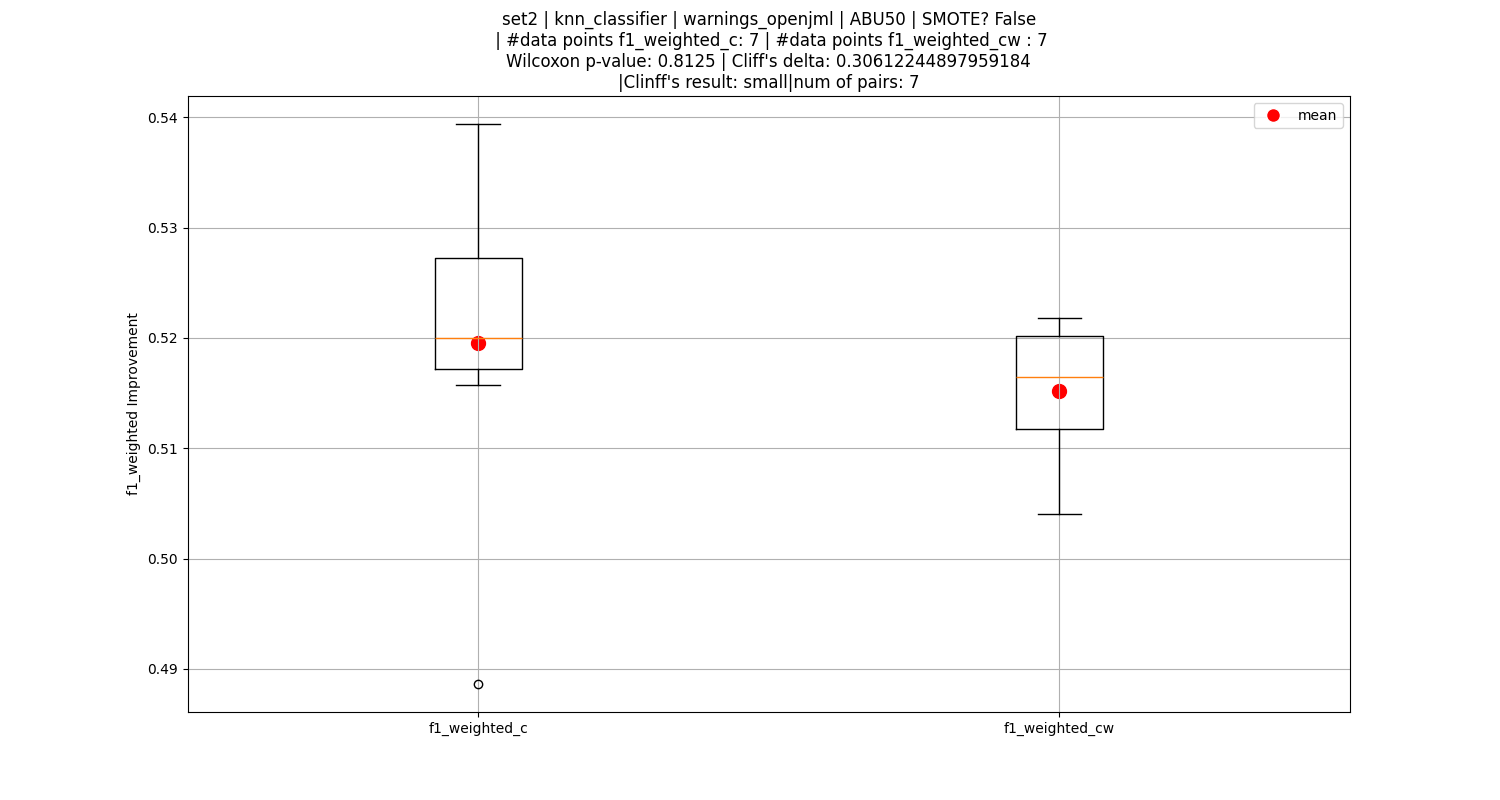 set2 | knn_classifier | warnings_openjml | ABU50 | SMOTE? False
| #data points f1_weighted_c: 7 | #data points f1_weighted_cw : 7
Wilcoxon p-value: 0.8125 | Cliff's delta: 0.30612244897959184
|Clinff's result: small|num of pairs: 7
mean
0.54
0.53
0.52
0.51
0.50
0.49
f1_weighted Improvement
f1_weighted_c
f1_weighted_cw